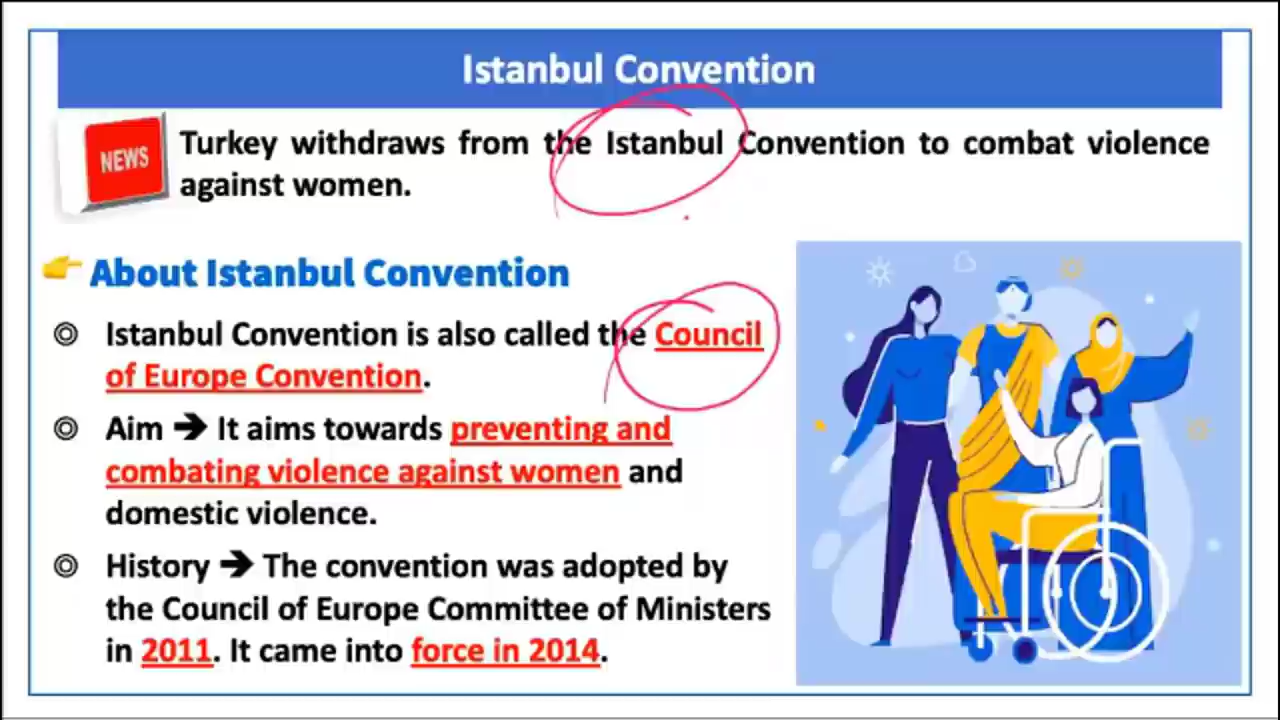 Istanbul Convention
NEWS
Turkey withdraws from the Istanbul Convention to combat violence
against women.
About Istanbul Convention
Istanbul Convention is also called the Council
of Europe Convention.
Aim ➔ It aims towards preventing and
combating violence against women and
domestic violence.
History ➔ The convention was adopted by
the Council of Europe Committee of Ministers
in 2011. It came into force in 2014.